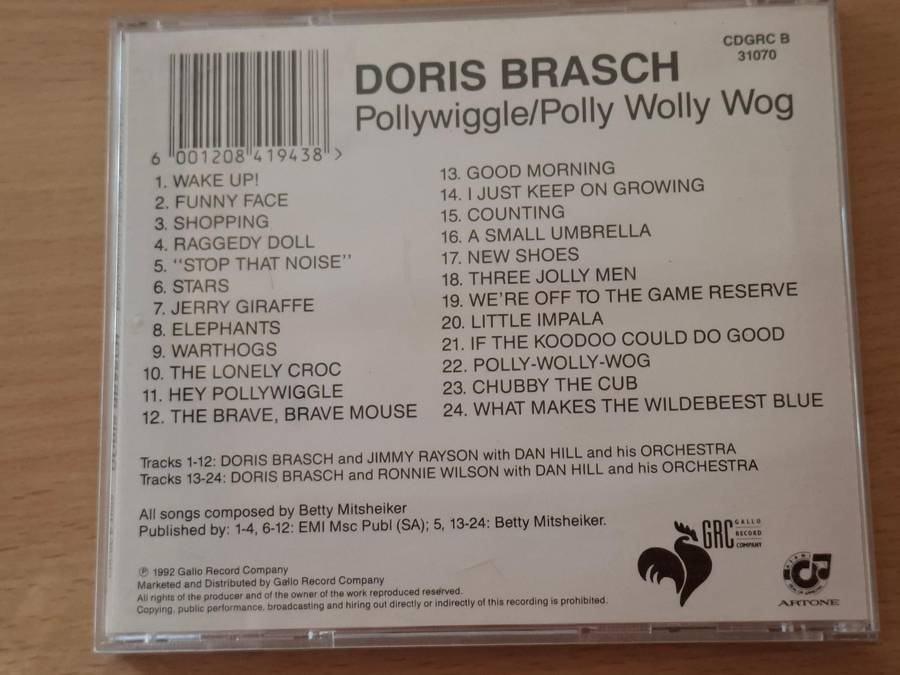 CDGRC B
31070
DORIS BRASCH
Pollywiggle/Polly Wolly Wog
6 001208 419438 >
1. WAKE UP!
2. FUNNY FACE
3. SHOPPING
4. RAGGEDY DOLL
5. "STOP THAT NOISE"
6. STARS
7. JERRY GIRAFFE
8. ELEPHANTS
9. WARTHOGS
10. THE LONELY CROC
11. HEY POLLYWIGGLE
12. THE BRAVE, BRAVE MOUSE
13. GOOD MORNING
14. I JUST KEEP ON GROWING
15. COUNTING
16. A SMALL UMBRELLA
17. NEW SHOES
18. THREE JOLLY MEN
19. WE'RE OFF TO THE GAME RESERVE
20. LITTLE IMPALA
21. IF THE KOODOO COULD DO GOOD
22. POLLY-WOLLY-WOG
23. CHUBBY THE CUB
24. WHAT MAKES THE WILDEBEEST BLUE
Tracks 1-12: DORIS BRASCH and JIMMY RAYSON with DAN HILL and his ORCHESTRA
Tracks 13-24: DORIS BRASCH and RONNIE WILSON with DAN HILL and his ORCHESTRA
All songs composed by Betty Mitsheiker
Published by: 1-4, 6-12: EMI Msc Publ (SA); 5, 13-24: Betty Mitsheiker.
℗ 1992 Gallo Record Company
Marketed and Distributed by Gallo Record Company
All rights of the producer and of the owner of the work reproduced reserved.
Copying, public performance, broadcasting and hiring out directly or indirectly of this recording is prohibited.
GRC GALLO
RECORD
COMPANY
ARTONE